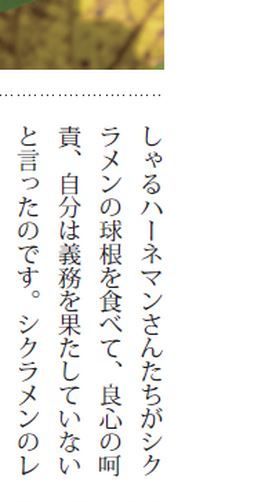 しゃるハーネマンさんたちがシク
ラメンの球根を食べて、良心の呵
責、自分は義務を果たしていない
と言ったのです。シクラメンのレ